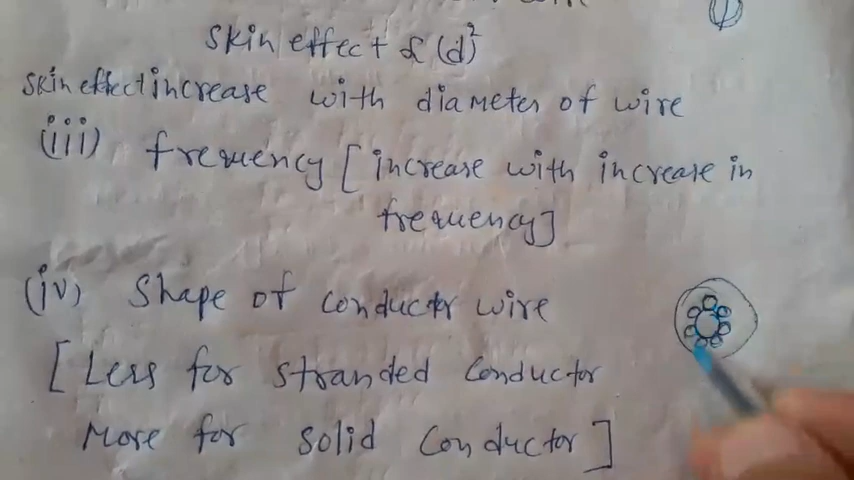 skin effect ∝ (d)²
skin effect increase with diameter of wire
(iii) frequency [increase with increase in
frequency]
(iv) Shape of conductor wire
[Less for stranded conductor
More for solid conductor]